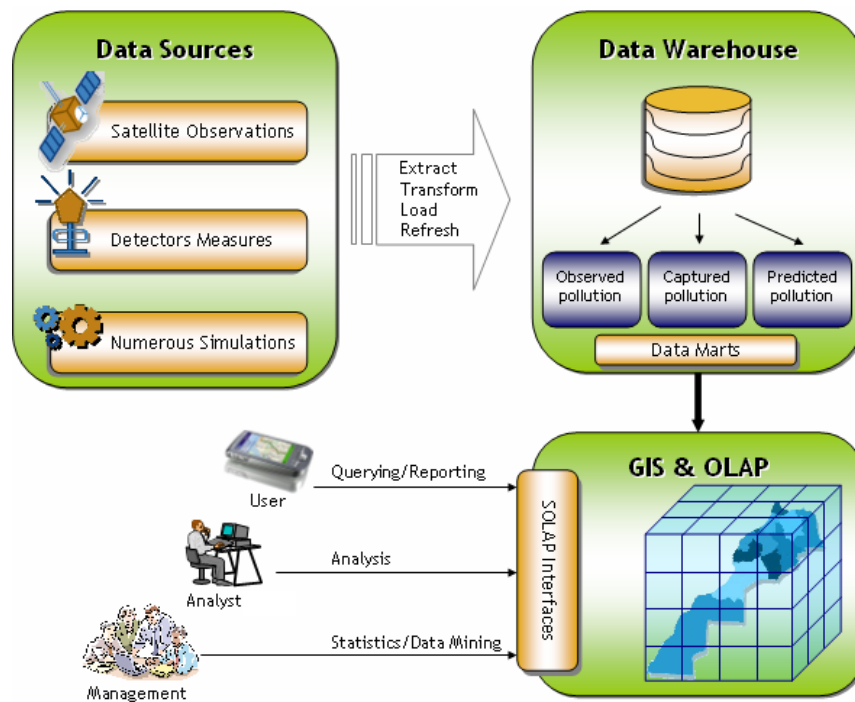 Data Sources
Satellite Observations
Detectors Measures
Numerous Simulations
Extract
Transform
Load
Refresh
Data Warehouse
Observed
pollution
Captured
pollution
Predicted
pollution
Data Marts
GIS & OLAP
SOLAP Interfaces
User
Querying/Reporting
Analyst
Analysis
Management
Statistics/Data Mining